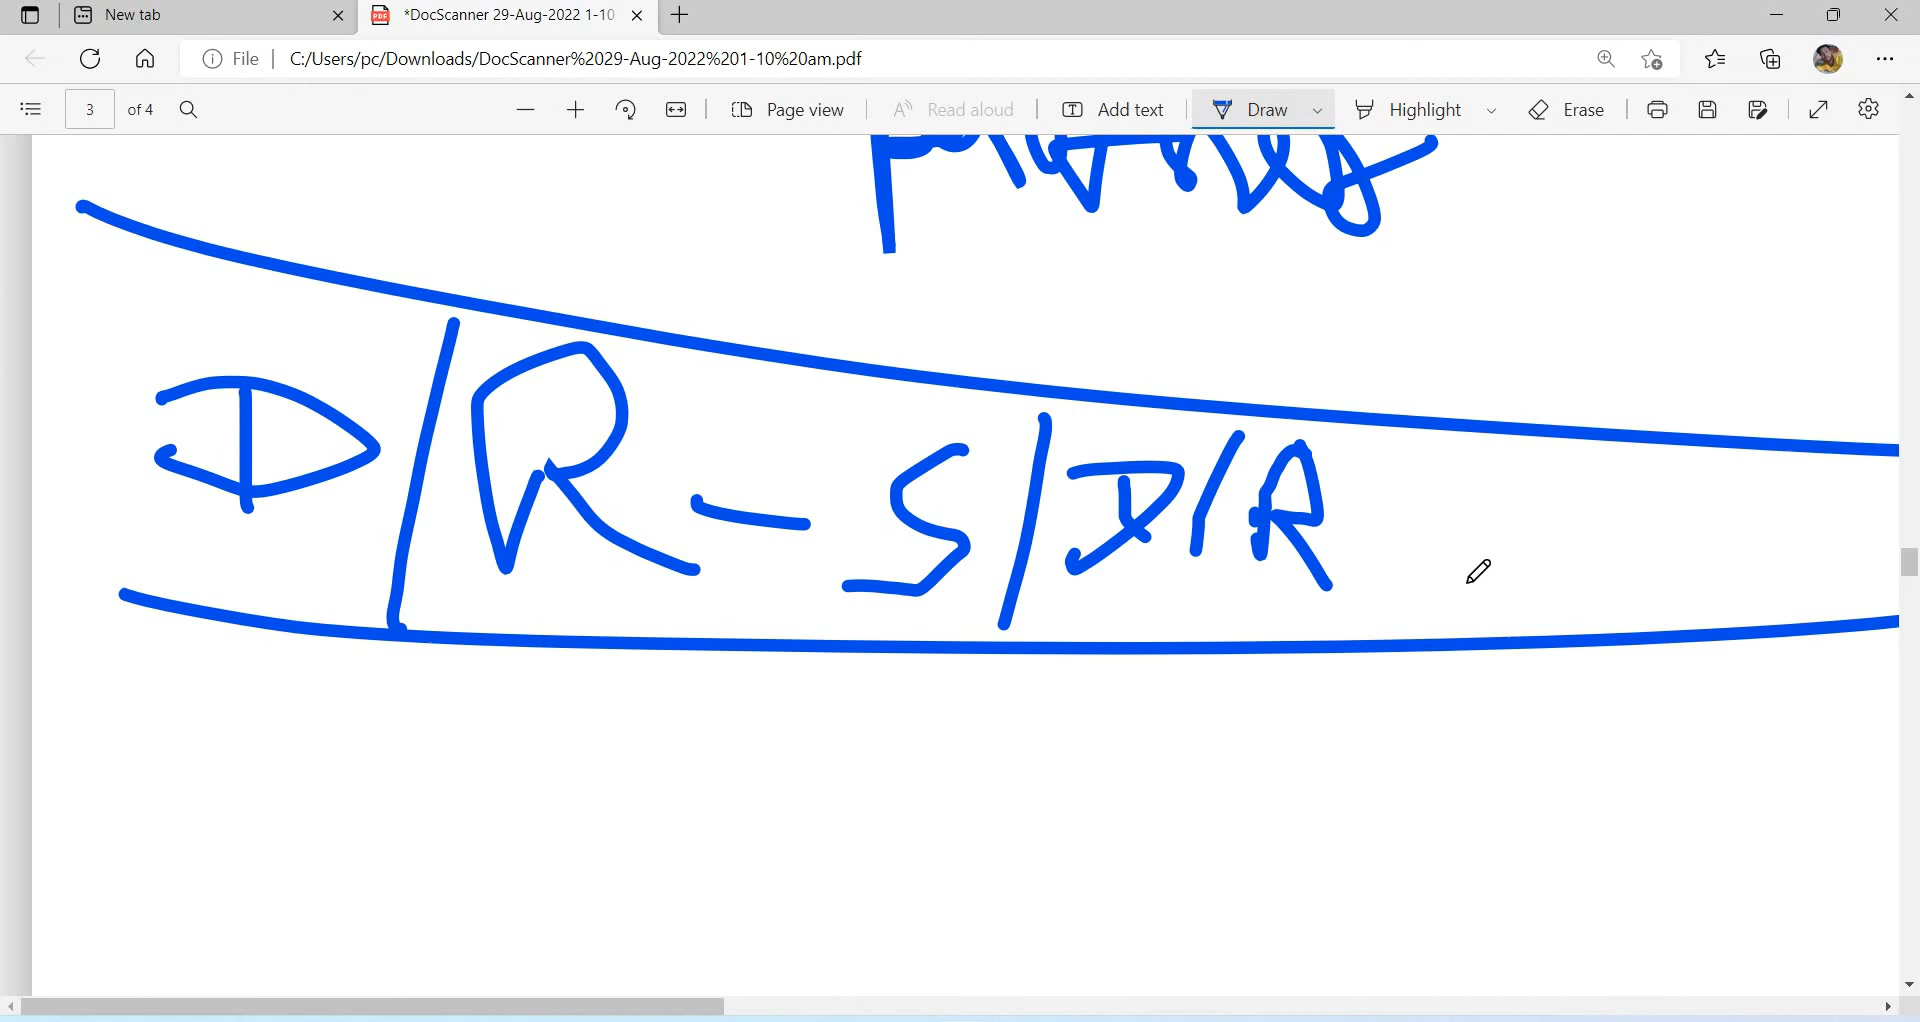 New tab
*DocScanner 29-Aug-2022 1-10
File C:/Users/pc/Downloads/DocScanner%2029-Aug-2022%201-10%20am.pdf
3 of 4 Page view Read aloud Add text Draw Highlight Erase
D/R - S/D/R